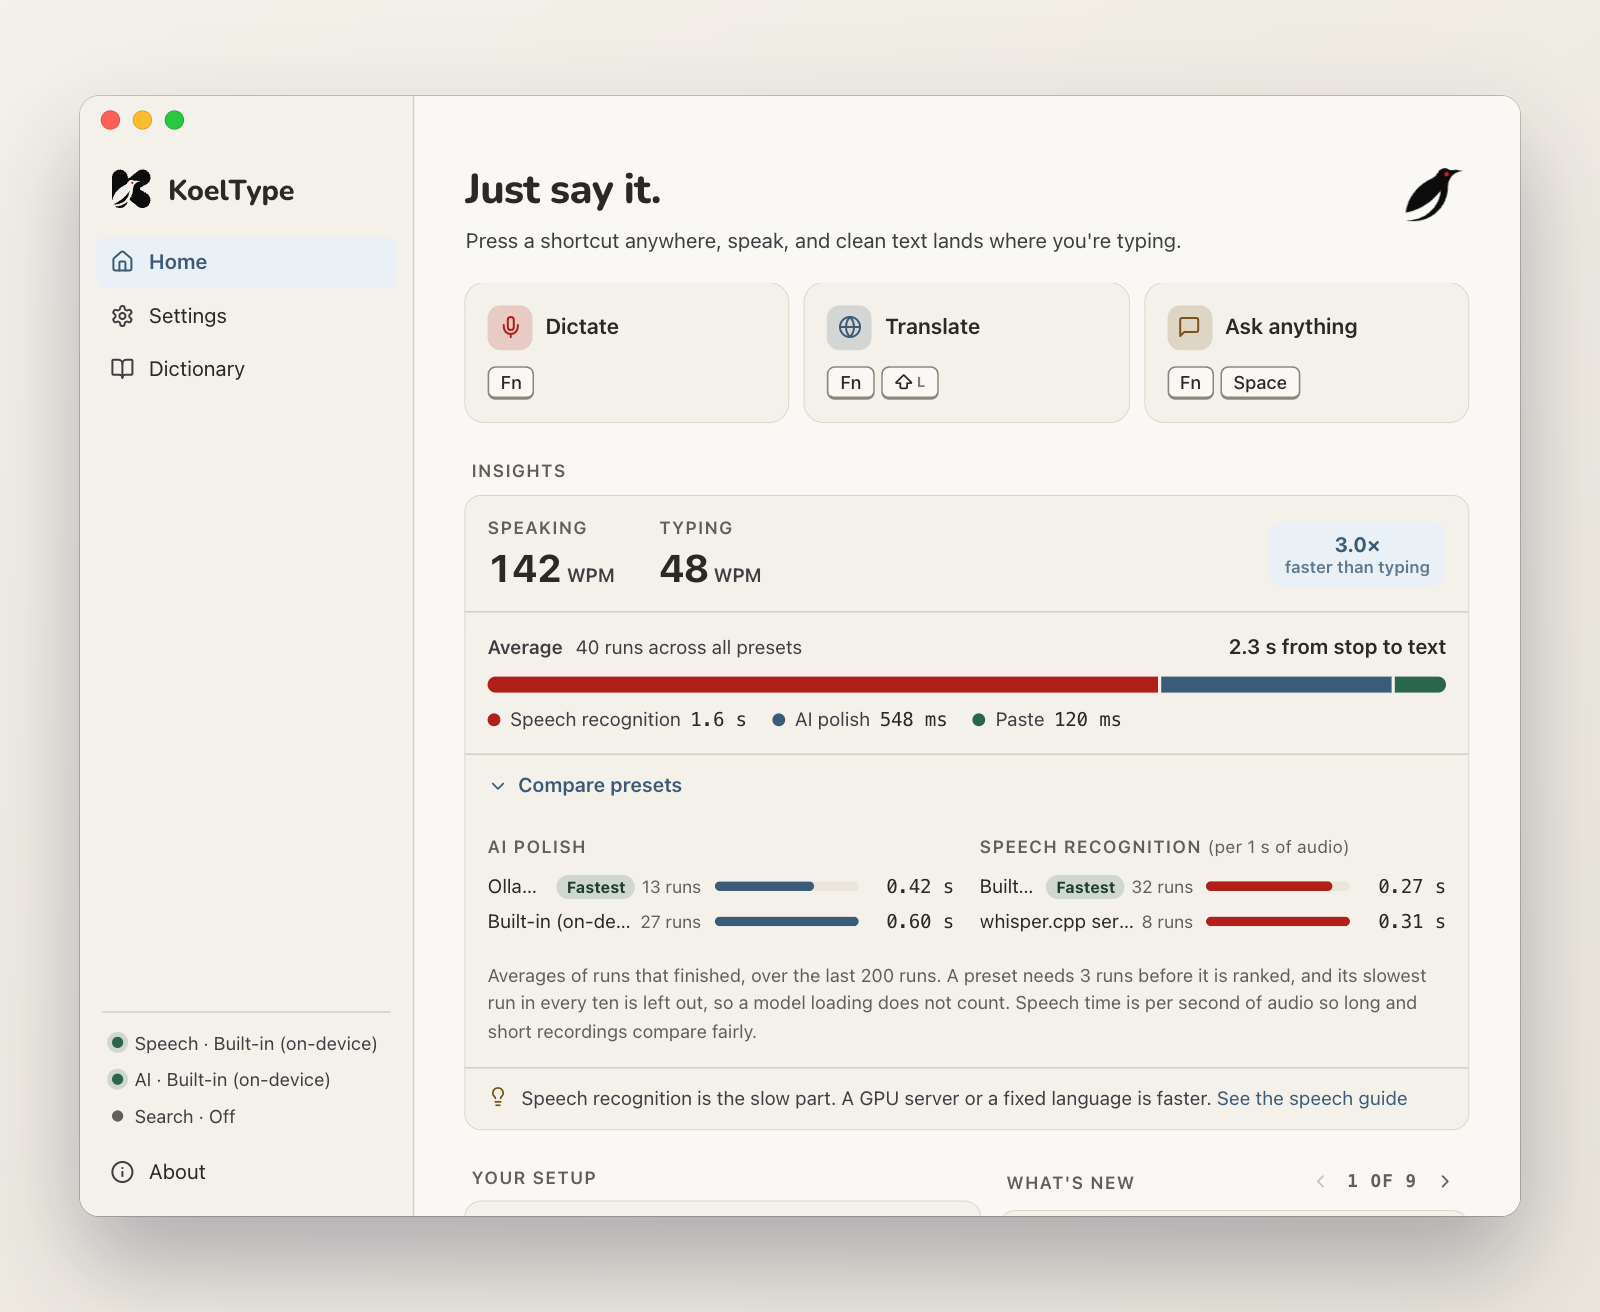 KoelType
Home
Settings
Dictionary
Speech · Built-in (on-device)
AI · Built-in (on-device)
Search · Off
About
Just say it.
Press a shortcut anywhere, speak, and clean text lands where you're typing.
Dictate
Fn
Translate
Fn L
Ask anything
Fn Space
INSIGHTS
SPEAKING
142 WPM
TYPING
48 WPM
3.0×
faster than typing
Average 40 runs across all presets
2.3 s from stop to text
Speech recognition 1.6 s AI polish 548 ms Paste 120 ms
Compare presets
AI POLISH
Olla... Fastest 13 runs 0.42 s
Built-in (on-de... 27 runs 0.60 s
SPEECH RECOGNITION (per 1 s of audio)
Built... Fastest 32 runs 0.27 s
whisper.cpp ser... 8 runs 0.31 s
Averages of runs that finished, over the last 200 runs. A preset needs 3 runs before it is ranked, and its slowest
run in every ten is left out, so a model loading does not count. Speech time is per second of audio so long and
short recordings compare fairly.
Speech recognition is the slow part. A GPU server or a fixed language is faster. See the speech guide
YOUR SETUP
WHAT'S NEW
1 OF 9